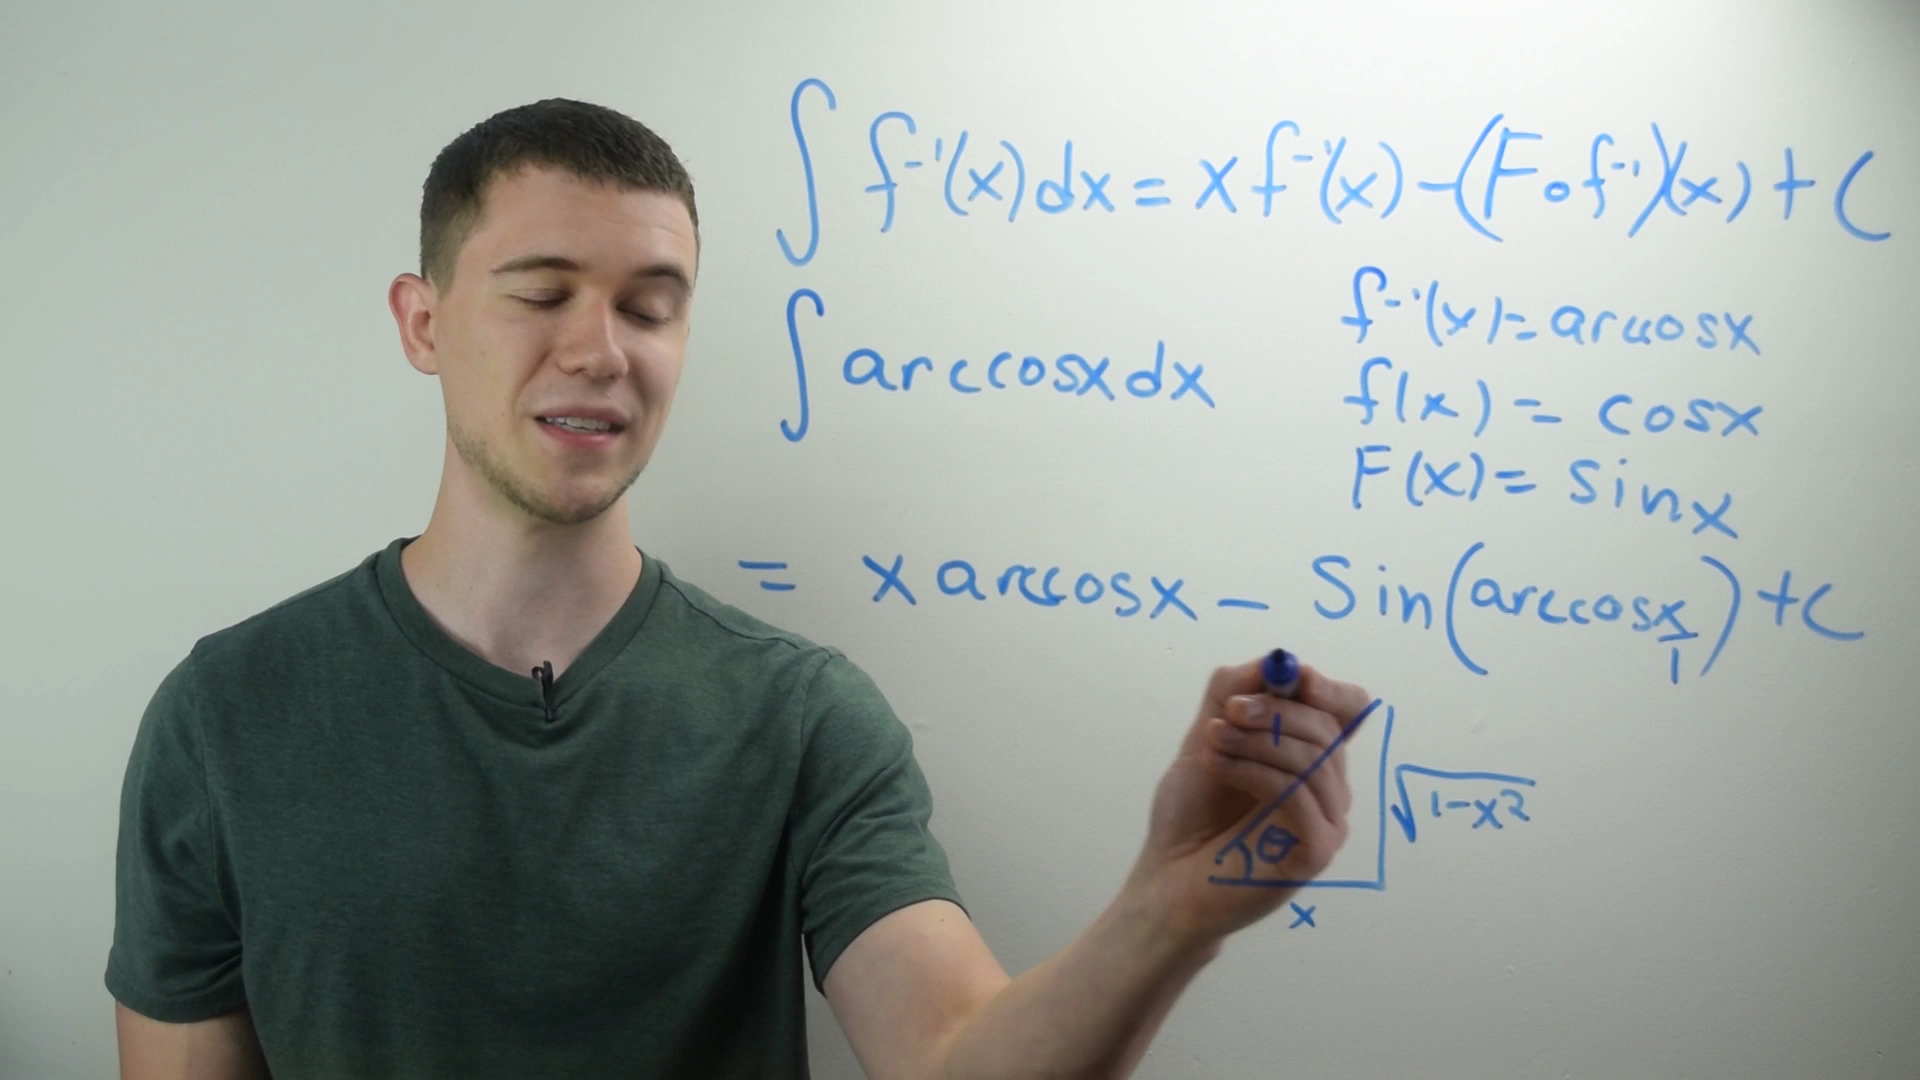 ∫ f⁻¹(x) dx = x f⁻¹(x) - (F∘f⁻¹)(x) + C
∫ arccosx dx
f⁻¹(x) = arccosx
f(x) = cosx
F(x) = sinx
= x arccosx - Sin(arccos x/1) + C
1
√1-x²
θ
x